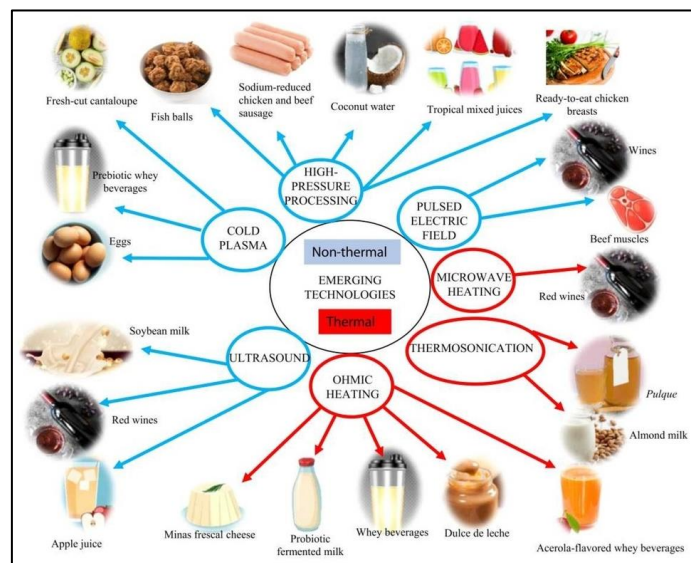 Fresh-cut cantaloupe
Fish balls
Sodium-reduced
chicken and beef
sausage
Coconut water
Tropical mixed juices
Ready-to-eat chicken
breasts
Prebiotic whey
beverages
Eggs
COLD
PLASMA
HIGH-
PRESSURE
PROCESSING
PULSED
ELECTRIC
FIELD
Wines
Beef muscles
Non-thermal
EMERGING
TECHNOLOGIES
Thermal
MICROWAVE
HEATING
Red wines
THERMOSONICATION
Pulque
Almond milk
Soybean milk
ULTRASOUND
Red wines
Apple juice
OHMIC
HEATING
Minas frescal cheese
Probiotic
fermented milk
Whey beverages
Dulce de leche
Acerola-flavored whey beverages